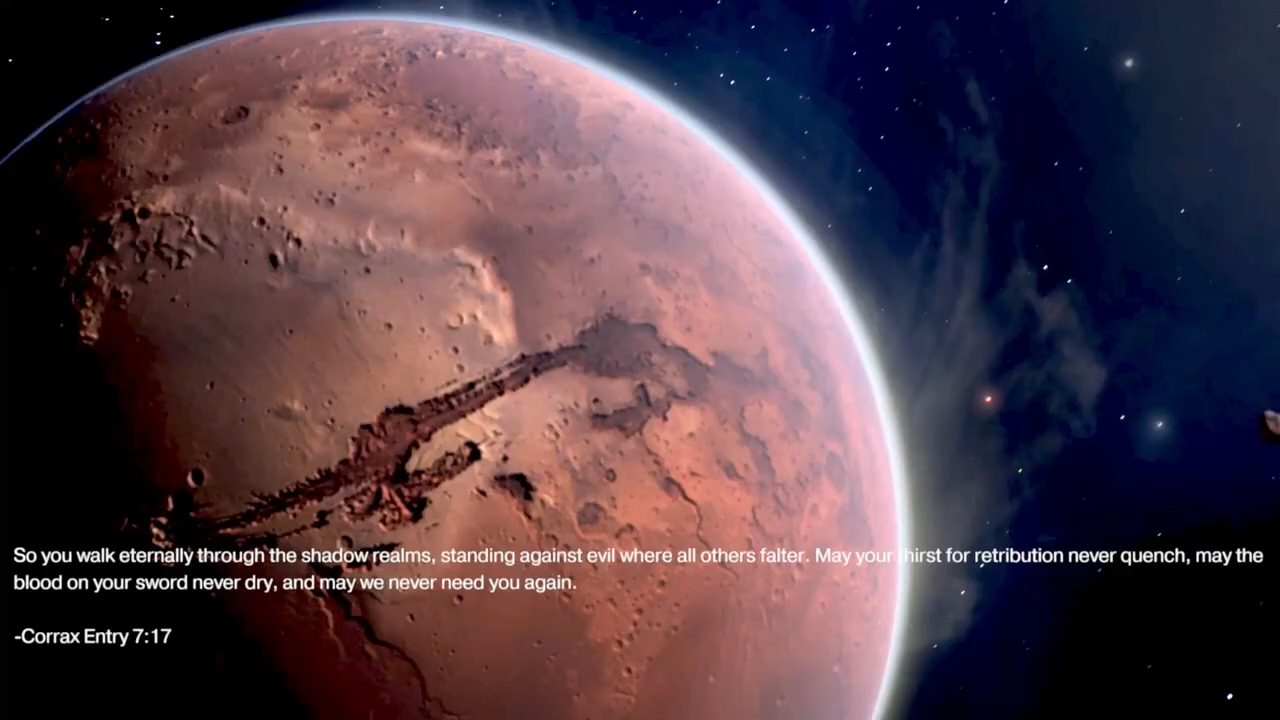 So you walk eternally through the shadow realms, standing against evil where all others falter. May your thirst for retribution never quench, may the
blood on your sword never dry, and may we never need you again.
-Corrax Entry 7:17